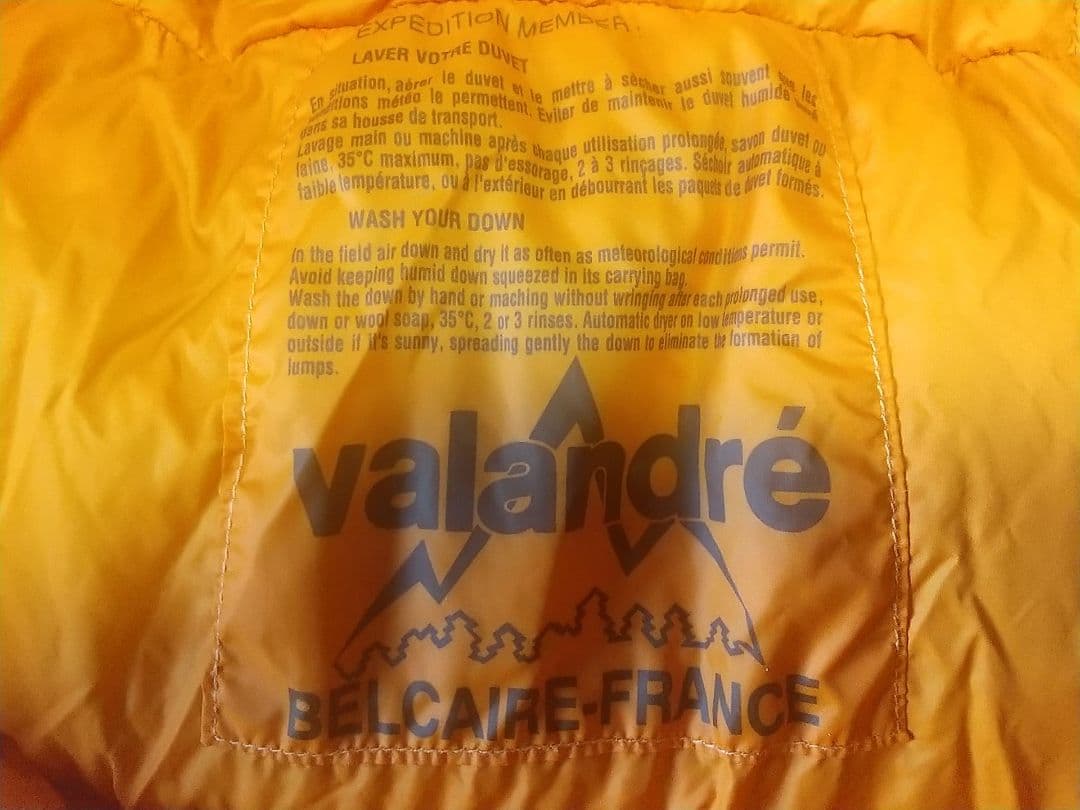 EXPEDITION MEMBER
LAVER VOTRE DUVET
En situation, aérer le duvet et le mettre à sécher aussi souvent que les
conditions météo le permettent. Eviter de maintenir le duvet humide
dans sa housse de transport.
Lavage main ou machine après chaque utilisation prolongée, savon duvet ou
laine, 35°C maximum, pas d'essorage, 2 à 3 rinçages. Séchoir automatique à
faible température, ou à l'extérieur en débourrant les paquets de duvet formés.
WASH YOUR DOWN
In the field air down and dry it as often as meteorological conditions permit.
Avoid keeping humid down squeezed in its carrying bag.
Wash the down by hand or maching without wringing after each prolonged use,
down or wool soap, 35°C, 2 or 3 rinses. Automatic dryer on low temperature or
outside if it's sunny, spreading gently the down to eliminate the formation of
lumps.
valandré
BELCAIRE-FRANCE